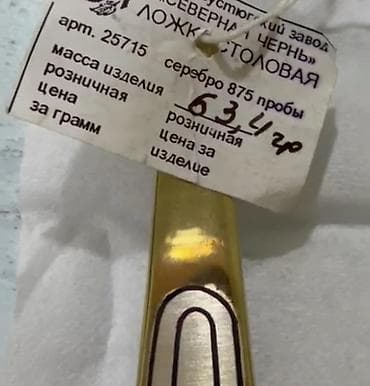 завод
«СЕВЕРНАЯ ЧЕРНЬ»
ЛОЖКА СТОЛОВАЯ
арт. 25715 серебро 875 пробы
масса изделия 63,4 гр
розничная цена за грамм
розничная цена за изделие